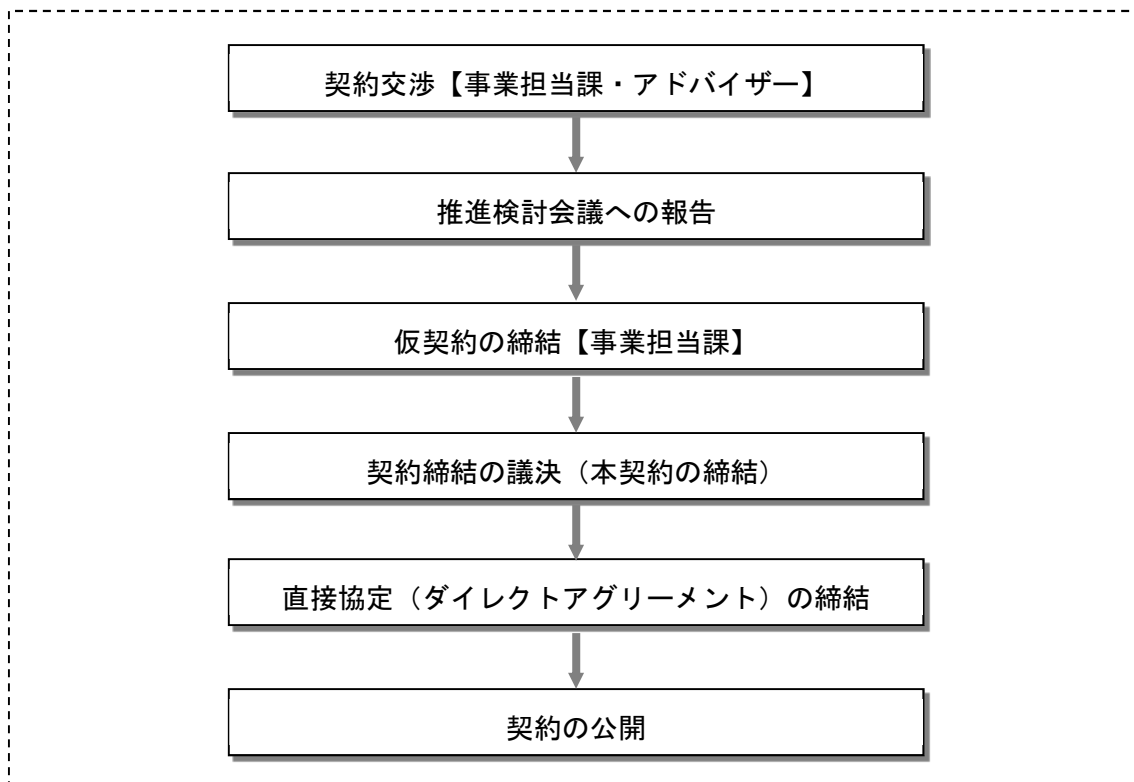 契約交渉【事業担当課・アドバイザー】
推進検討会議への報告
仮契約の締結【事業担当課】
契約締結の議決（本契約の締結）
直接協定（ダイレクトアグリーメント）の締結
契約の公開